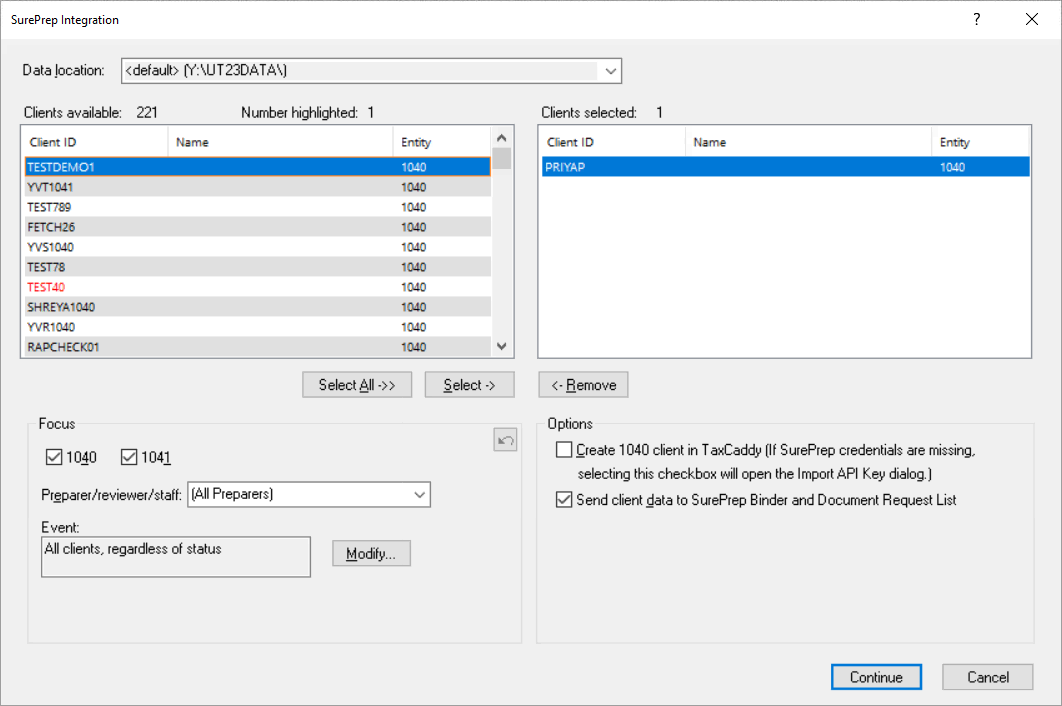 SurePrep Integration ?
Data location: <default> (Y:\UT23DATA\)
Clients available: 221 Number highlighted: 1
Client ID Name Entity
TESTDEMO1 1040
YVT1041 1040
TEST789 1040
FETCH26 1040
YVS1040 1040
TEST78 1040
TEST40 1040
SHREYA1040 1040
YVR1040 1040
RAPCHECK01 1040
Select All ->>
Select ->
Clients selected: 1
Client ID Name Entity
PRIYAP 1040
<- Remove
Focus
1040 1041
Preparer/reviewer/staff: (All Preparers)
Event:
All clients, regardless of status
Modify...
Options
Create 1040 client in TaxCaddy (If SurePrep credentials are missing,
selecting this checkbox will open the Import API Key dialog.)
Send client data to SurePrep Binder and Document Request List
Continue
Cancel